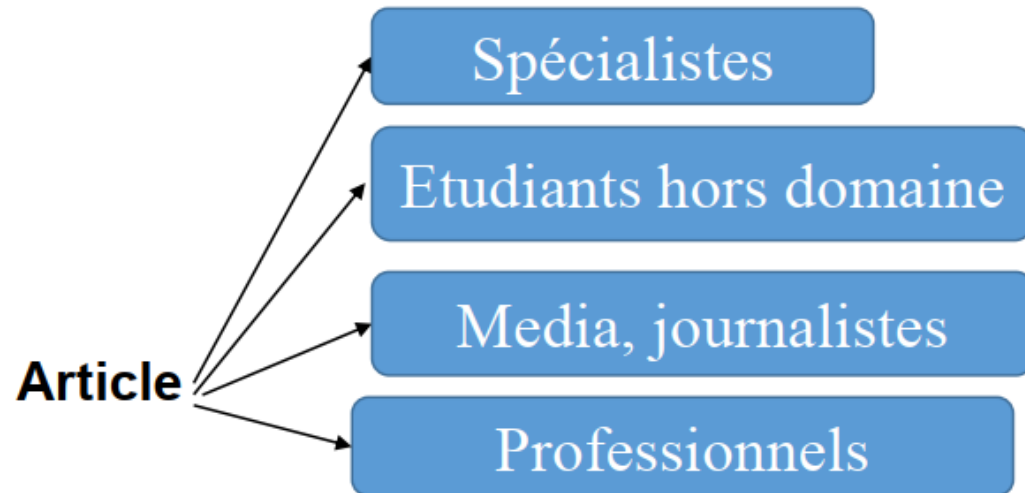 Spécialistes
Etudiants hors domaine
Media, journalistes
Article
Professionnels